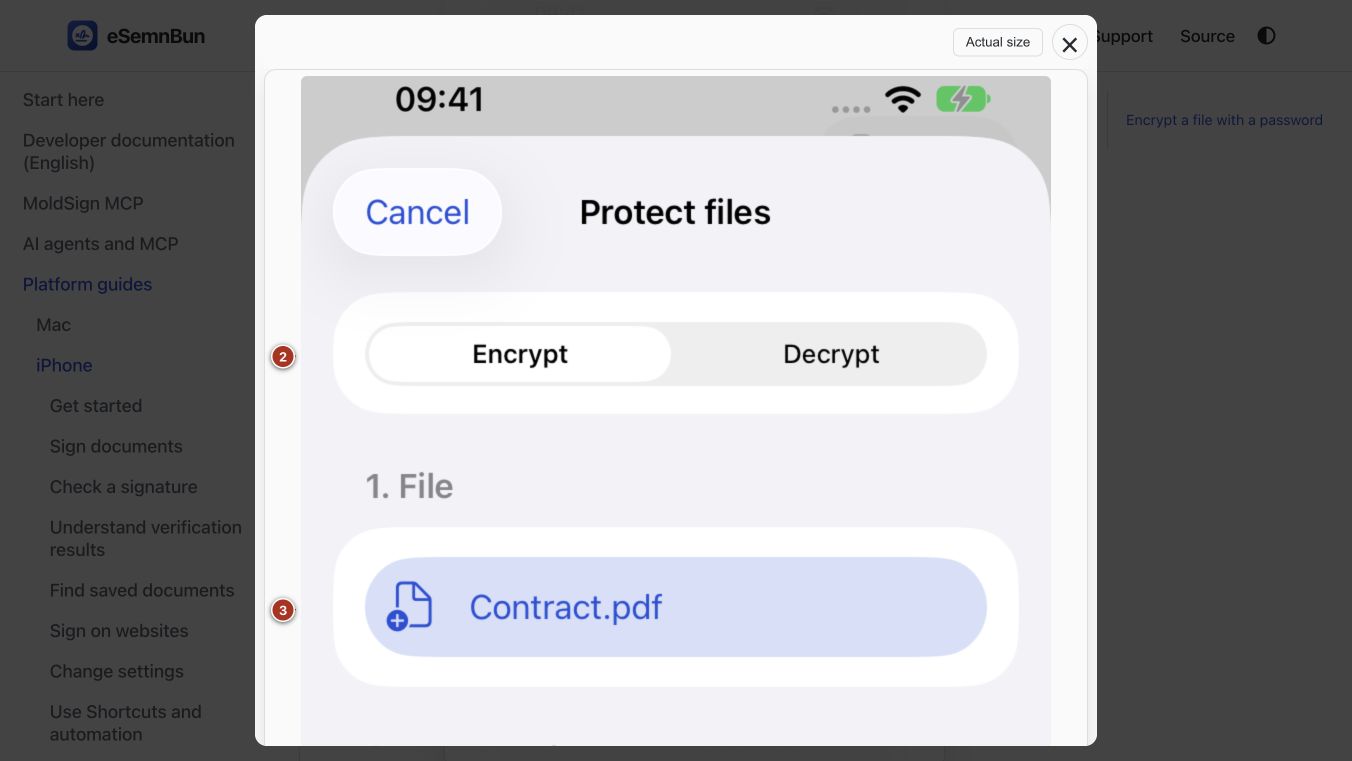 eSemnBun
Support
Source
Start here
Developer documentation
(English)
MoldSign MCP
AI agents and MCP
Platform guides
Mac
iPhone
Get started
Sign documents
Check a signature
Understand verification
results
Find saved documents
Sign on websites
Change settings
Use Shortcuts and
automation
Actual size
09:41
Cancel
Protect files
2
Encrypt
Decrypt
1. File
3
Contract.pdf
Encrypt a file with a password